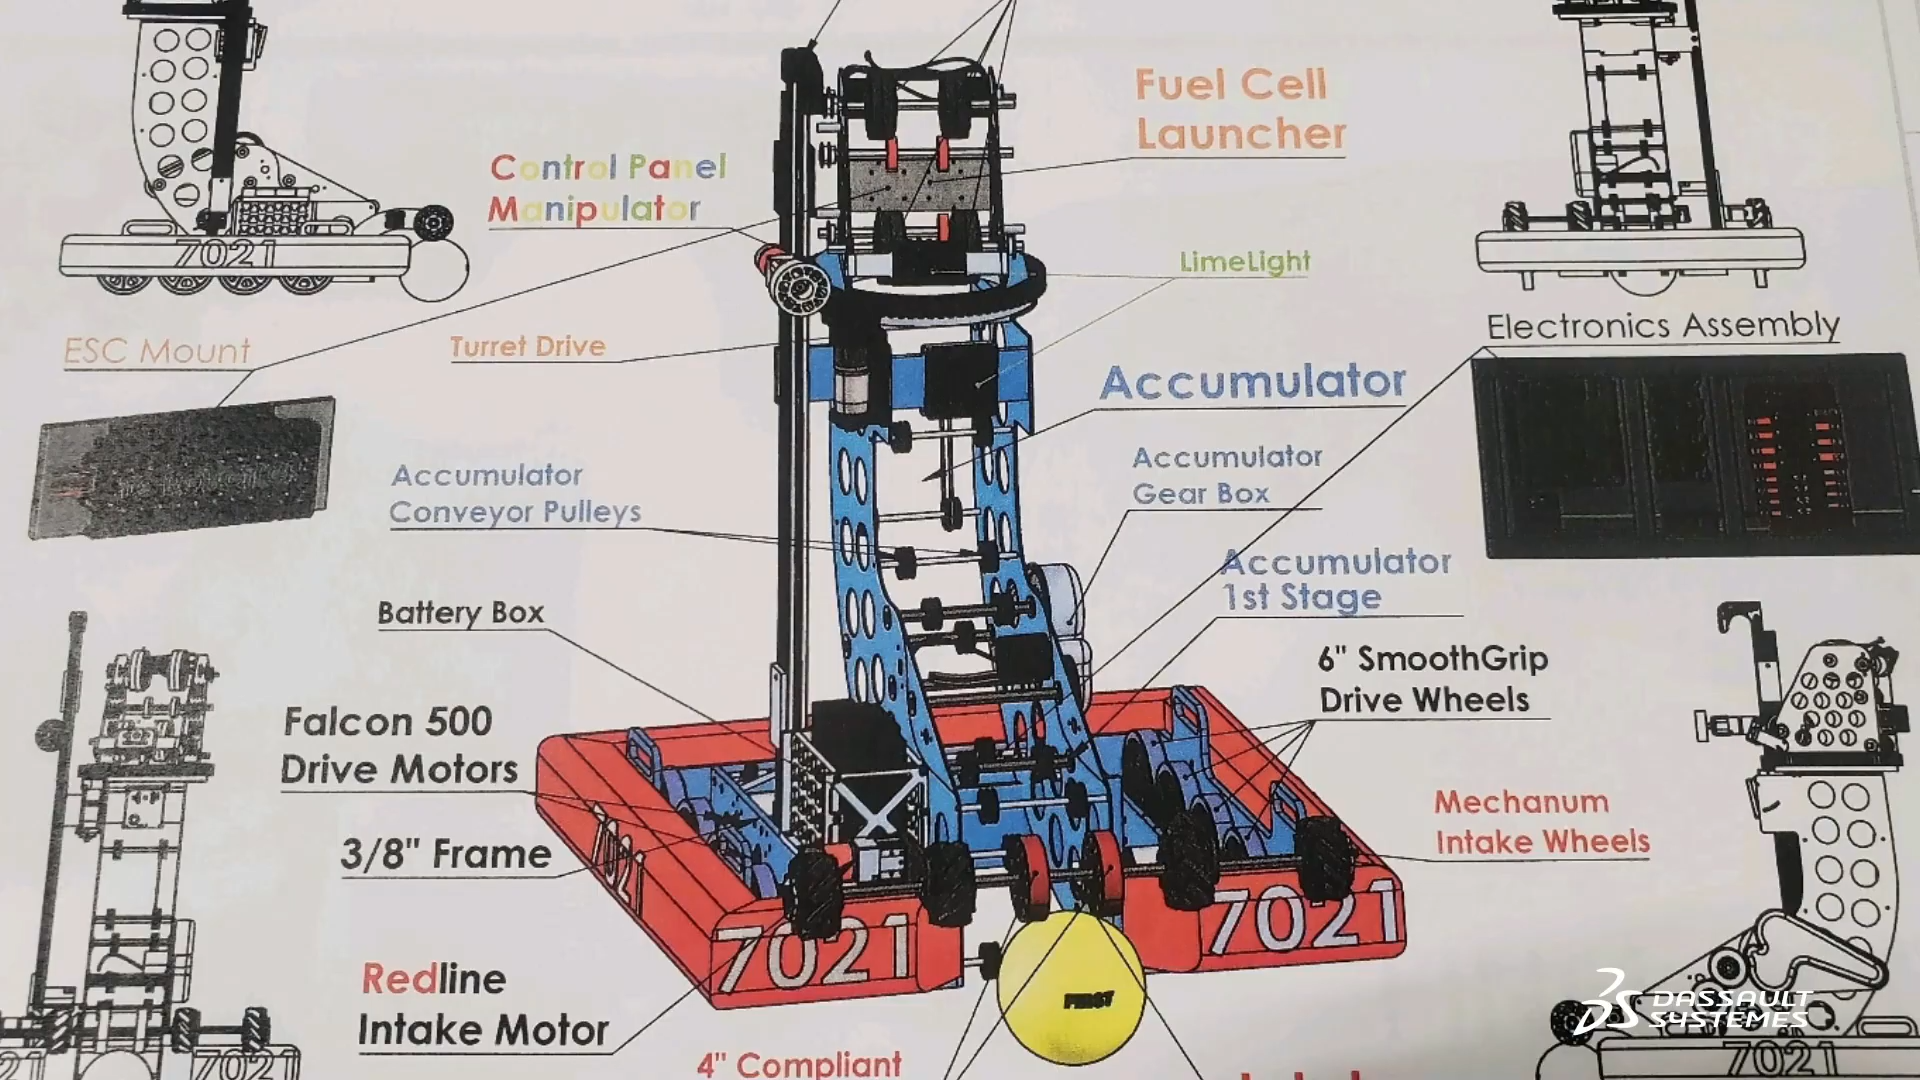 Fuel Cell
Launcher
Control Panel
Manipulator
7021
LimeLight
Electronics Assembly
ESC Mount
Turret Drive
Accumulator
Accumulator
Gear Box
Accumulator
Conveyor Pulleys
Accumulator
1st Stage
Battery Box
6" SmoothGrip
Drive Wheels
Falcon 500
Drive Motors
Mechanum
Intake Wheels
3/8" Frame
7021
7021
7021
Redline
Intake Motor
FIRST
DASSAULT
SYSTEMES
7021
4" Compliant